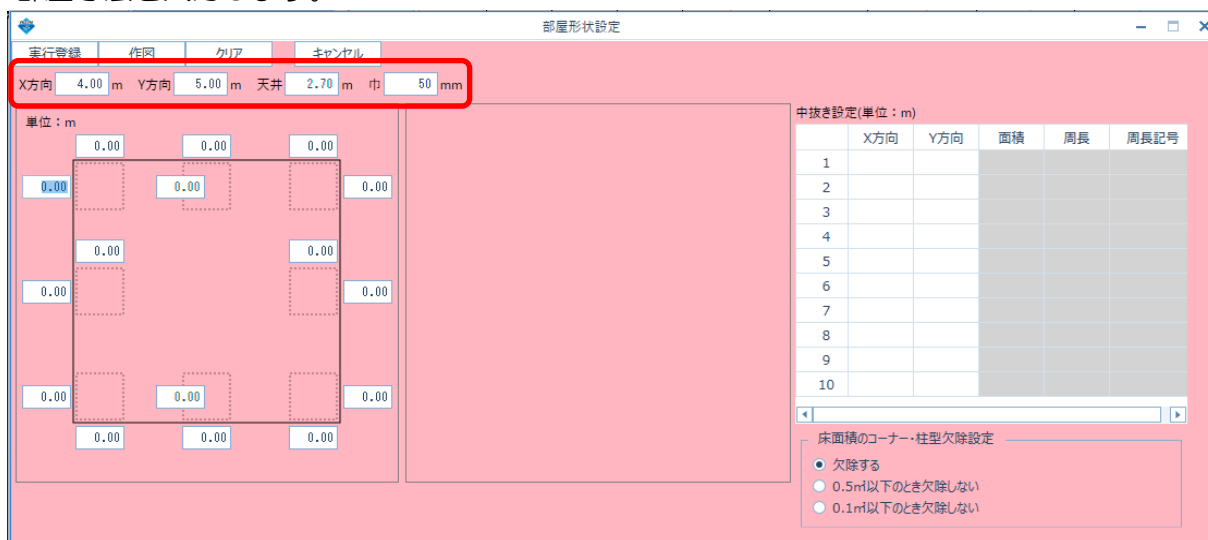 部屋形状設定
実行登録 作図 クリア キャンセル
X方向 4.00 m Y方向 5.00 m 天井 2.70 m 巾 50 mm
単位：m
0.00 0.00 0.00
0.00 0.00 0.00
0.00 0.00
0.00 0.00
0.00 0.00 0.00
0.00 0.00 0.00
中抜き設定(単位：m)
X方向 Y方向 面積 周長 周長記号
1
2
3
4
5
6
7
8
9
10
床面積のコーナー・柱型欠除設定
欠除する
0.5㎡以下のとき欠除しない
0.1㎡以下のとき欠除しない